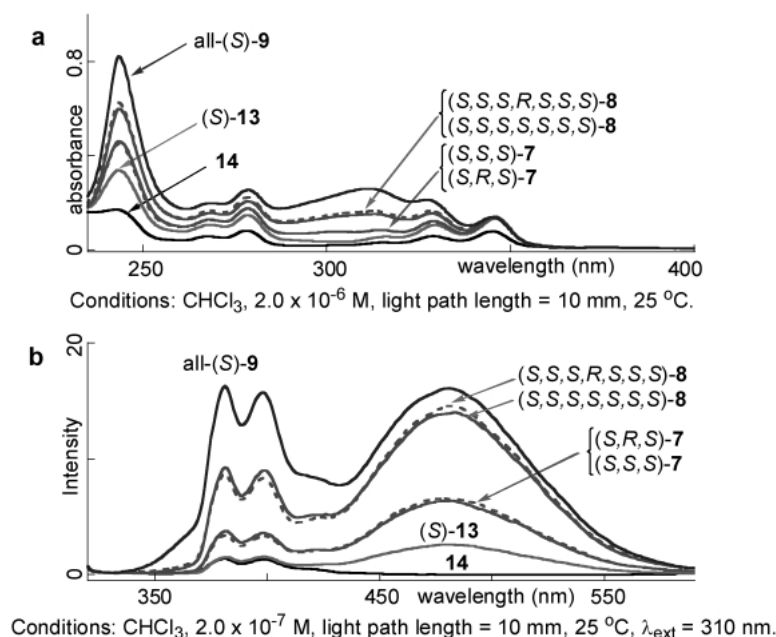 a
0.8
absorbance
0
all-(S)-9
(S)-13
14
(S,S,S,R,S,S,S)-8
(S,S,S,S,S,S,S)-8
(S,S,S)-7
(S,R,S)-7
250 300 wavelength (nm) 400
Conditions: CHCl3, 2.0 x 10-6 M, light path length = 10 mm, 25 oC.
b
20
Intensity
0
all-(S)-9
(S,S,S,R,S,S,S)-8
(S,S,S,S,S,S,S)-8
(S,R,S)-7
(S,S,S)-7
(S)-13
14
350 450 wavelength (nm) 550
Conditions: CHCl3, 2.0 x 10-7 M, light path length = 10 mm, 25 oC, λext = 310 nm.